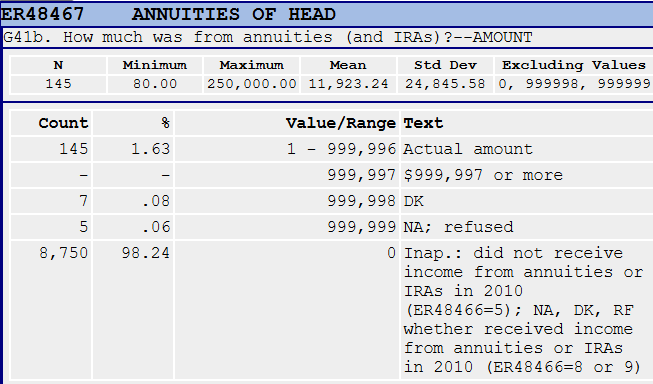 ER48467 ANNUITIES OF HEAD
G41b. How much was from annuities (and IRAs)?--AMOUNT
N Minimum Maximum Mean Std Dev Excluding Values
145 80.00 250,000.00 11,923.24 24,845.58 0, 999998, 999999
Count % Value/Range Text
145 1.63 1 - 999,996 Actual amount
- - 999,997 $999,997 or more
7 .08 999,998 DK
5 .06 999,999 NA; refused
8,750 98.24 0 Inap.: did not receive
income from annuities or
IRAs in 2010
(ER48466=5); NA, DK, RF
whether received income
from annuities or IRAs
in 2010 (ER48466=8 or 9)